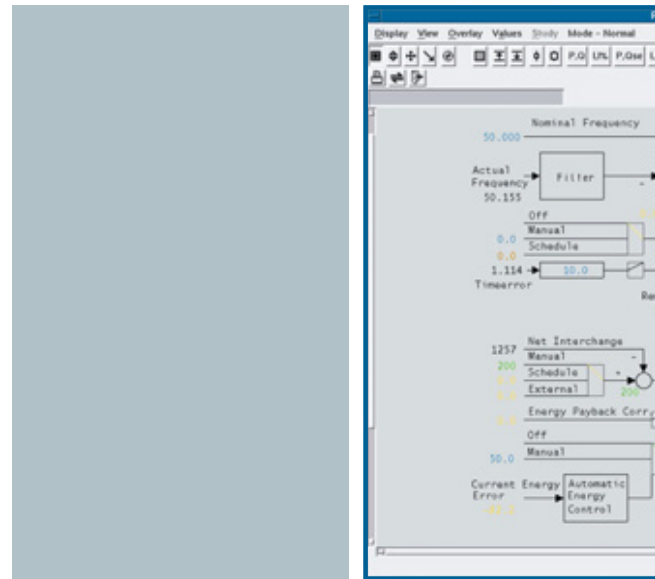 Display View Overlay Values Study Mode - Normal
P,Q U% P,Qse
Nominal Frequency
50.000
Actual
Frequency
50.155
Filter
-
Off
Manual
0.0
Schedule
0.0
1.114
10.0
Timeerror
Net Interchange
1257
Manual
-
200
Schedule
+
External
200
Energy Payback Corr.
Off
Manual
50.0
Current Energy
Error
Automatic
Energy
Control